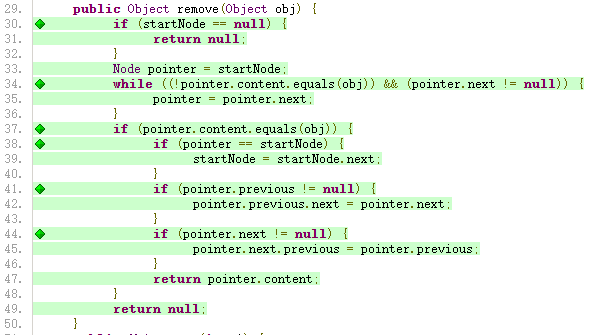 29. public Object remove(Object obj) {
30. if (startNode == null) {
31. return null;
32. }
33. Node pointer = startNode;
34. while ((!pointer.content.equals(obj)) && (pointer.next != null)) {
35. pointer = pointer.next;
36. }
37. if (pointer.content.equals(obj)) {
38. if (pointer == startNode) {
39. startNode = startNode.next;
40. }
41. if (pointer.previous != null) {
42. pointer.previous.next = pointer.next;
43. }
44. if (pointer.next != null) {
45. pointer.next.previous = pointer.previous;
46. }
47. return pointer.content;
48. }
49. return null;
50. }